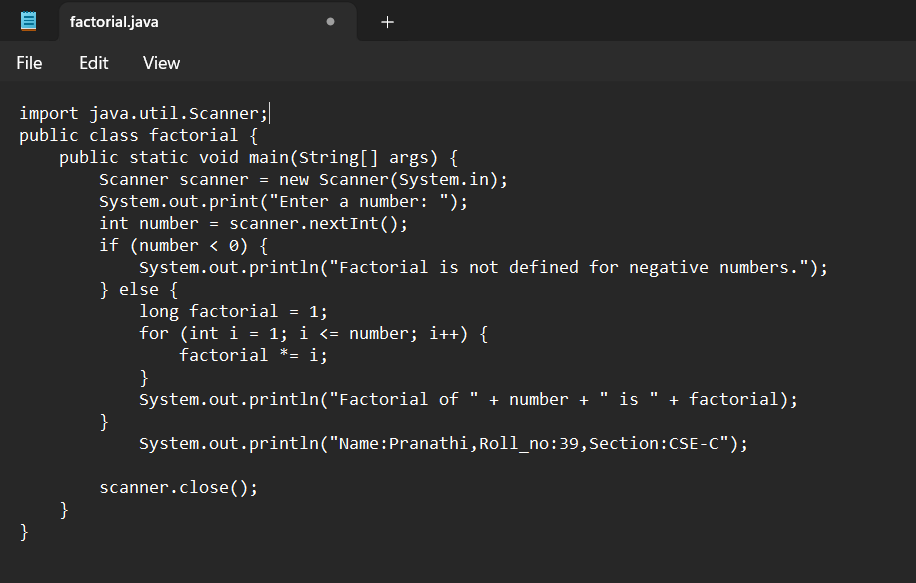 factorial.java
File Edit View
import java.util.Scanner;
public class factorial {
    public static void main(String[] args) {
        Scanner scanner = new Scanner(System.in);
        System.out.print("Enter a number: ");
        int number = scanner.nextInt();
        if (number < 0) {
            System.out.println("Factorial is not defined for negative numbers.");
        } else {
            long factorial = 1;
            for (int i = 1; i <= number; i++) {
                factorial *= i;
            }
            System.out.println("Factorial of " + number + " is " + factorial);
        }
            System.out.println("Name:Pranathi,Roll_no:39,Section:CSE-C");

        scanner.close();
    }
}